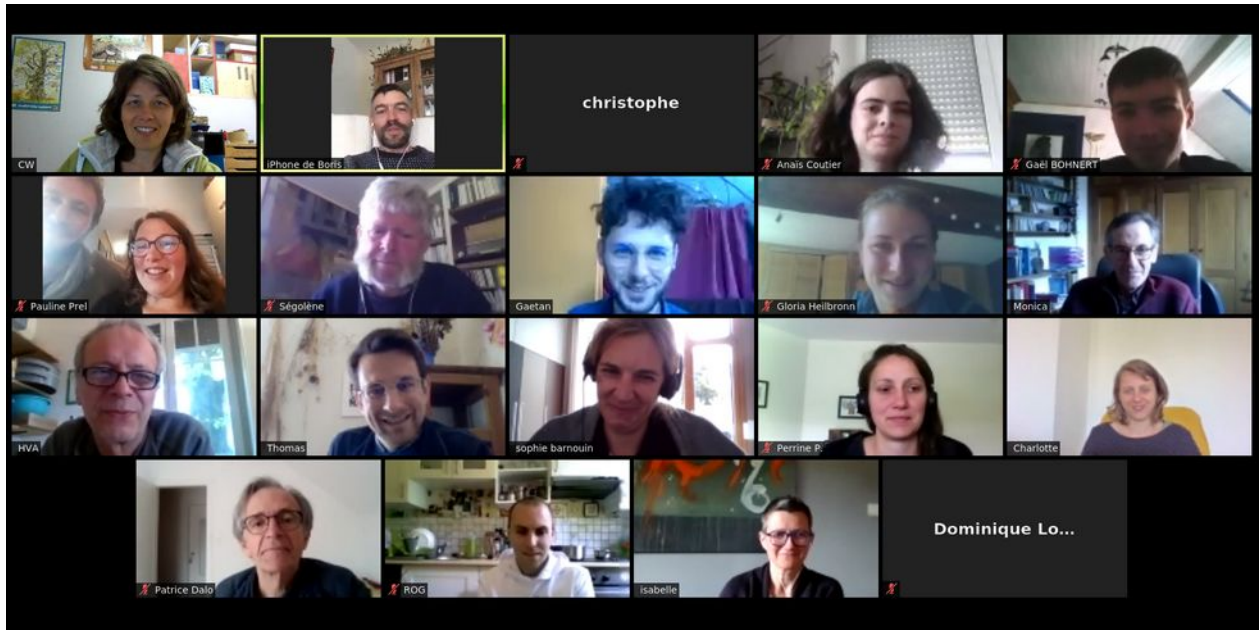 CW
iPhone de Boris
christophe
Anaïs Coutier
Gaël BOHNERT
Pauline Prel
Ségolène
Gaetan
Gloria Heilbronn
Monica
HVA
Thomas
sophie barnouin
Perrine P.
Charlotte
Patrice Dalo
ROG
isabelle
Dominique Lo...